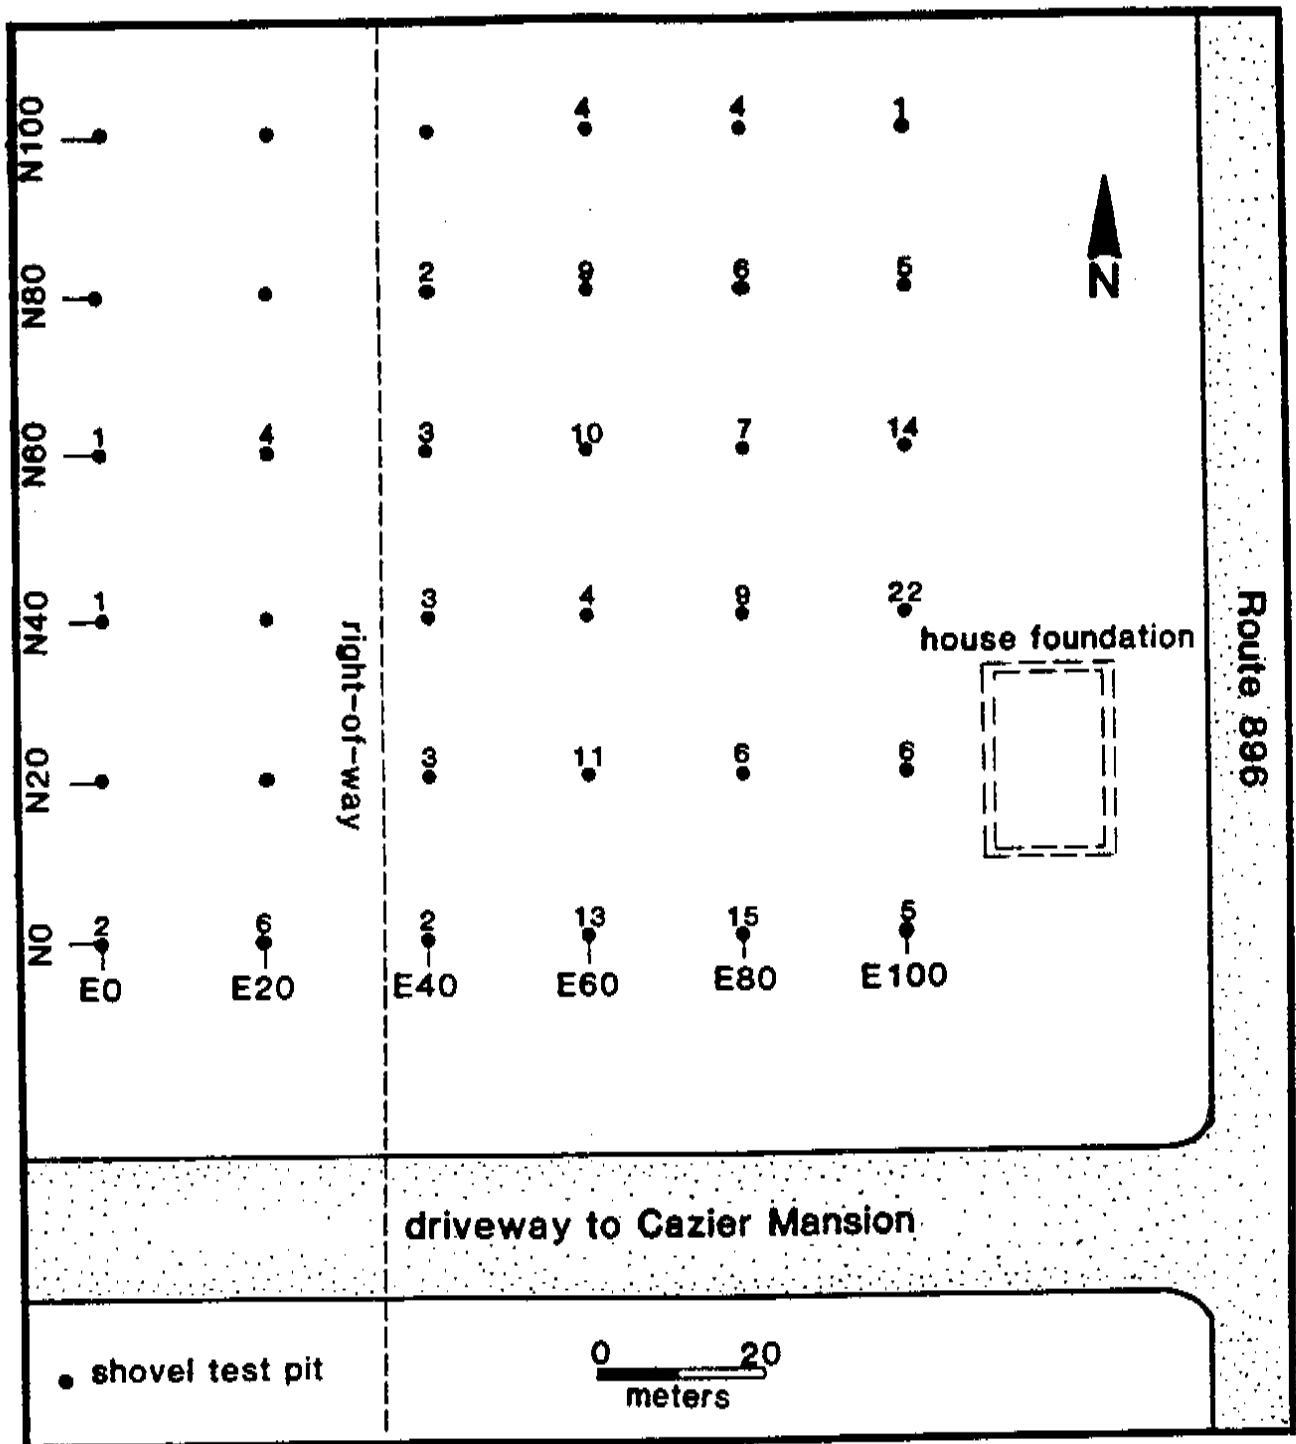 4 4 1
N100
2 9 6 5
N80
N
1 4 3 10 7 14
N60
1 3 4 9 22
N40
house foundation
right-of-way
Route 896
3 11 6 6
N20
2 6 2 13 15 5
N0
E0 E20 E40 E60 E80 E100
driveway to Cazier Mansion
shovel test pit
0 20
meters